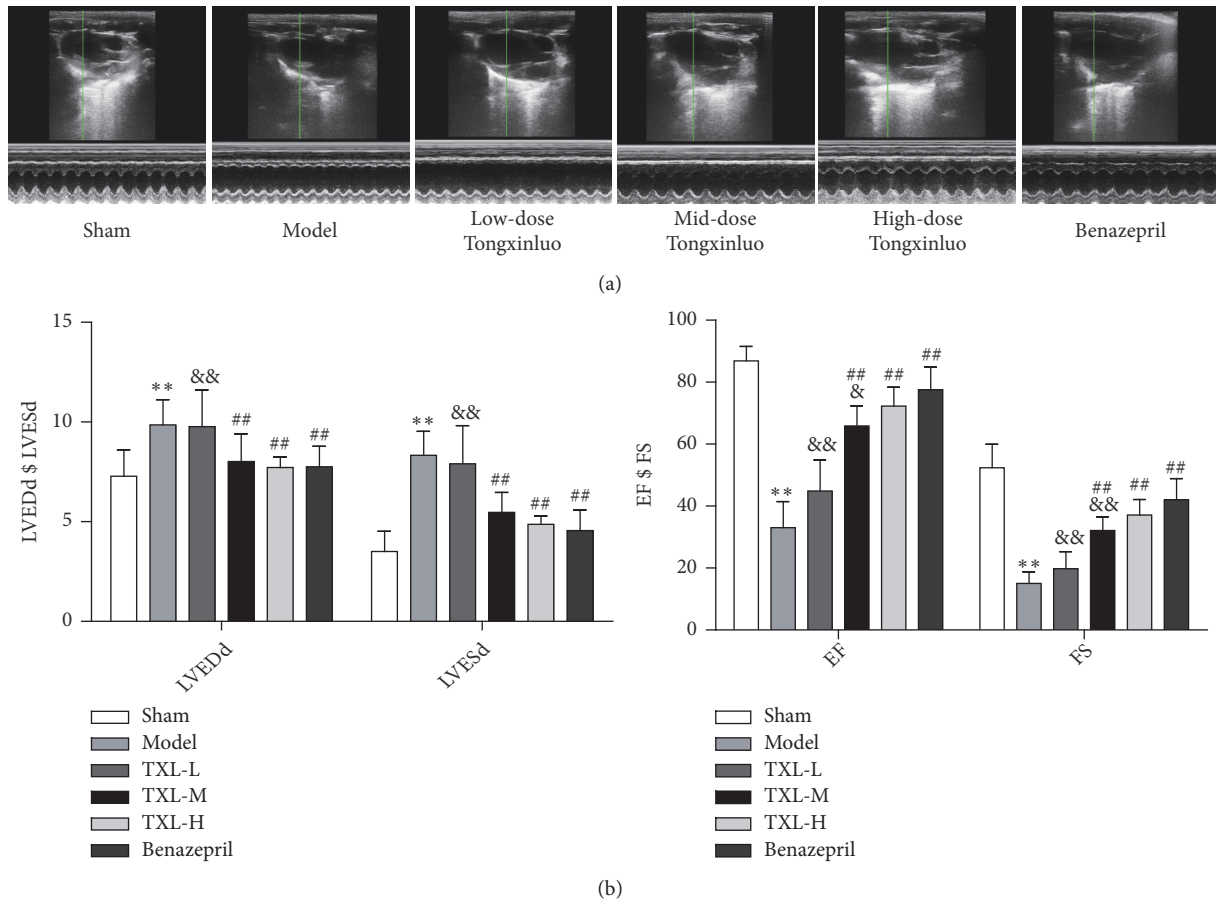 Sham
Model
Low-dose
Tongxinluo
Mid-dose
Tongxinluo
High-dose
Tongxinluo
Benazepril
(a)
LVEDd $ LVESd
15
10
5
0
**
&&
##
##
##
**
&&
##
##
##
LVEDd
LVESd
Sham
Model
TXL-L
TXL-M
TXL-H
Benazepril
EF $ FS
100
80
60
40
20
0
**
&&
##
&
##
##
**
&&
##
&&
##
##
EF
FS
Sham
Model
TXL-L
TXL-M
TXL-H
Benazepril
(b)